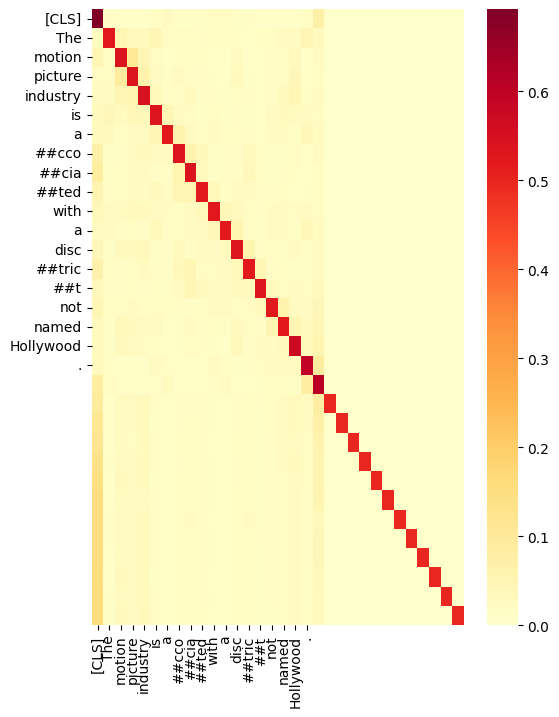 [CLS]
The
motion
picture
industry
is
a
##cco
##cia
##ted
with
a
disc
##tric
##t
not
named
Hollywood
.
0.6
0.5
0.4
0.3
0.2
0.1
0.0
[CLS]
The
motion
picture
industry
is
a
##cco
##cia
##ted
with
a
disc
##tric
##t
not
named
Hollywood
.